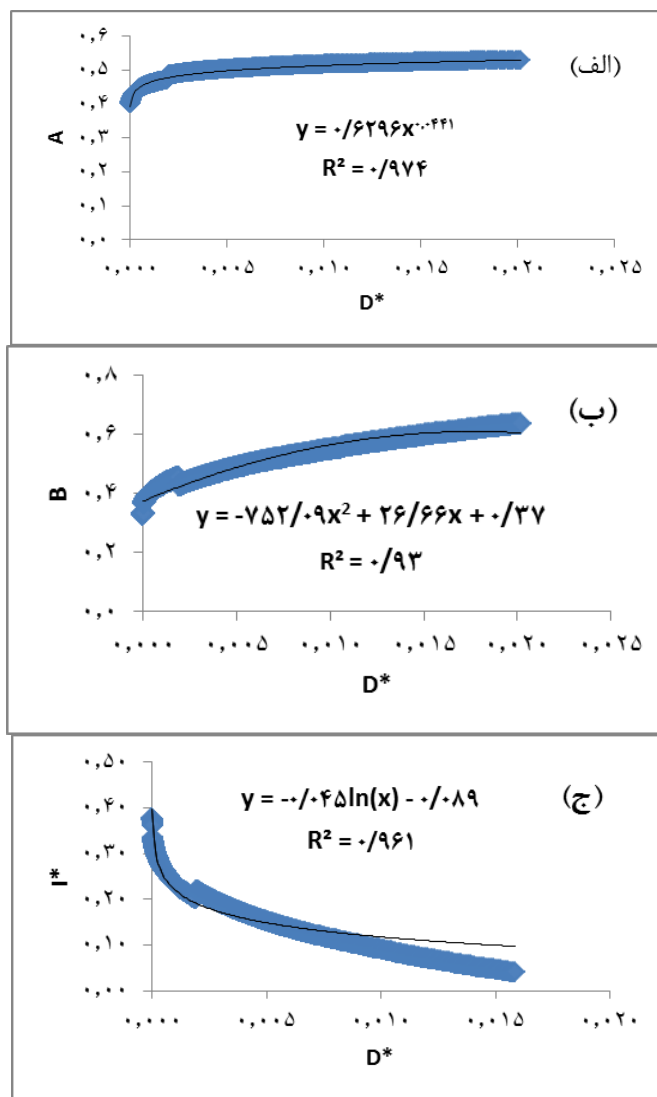 (الف)
۰,۶
۰,۵
۰,۴
۰,۳
۰,۲
۰,۱
۰,۰
A
y = ۰/۶۲۹۶x^۰.۰۴۴۱
R² = ۰/۹۷۴
۰,۰۰۰ ۰,۰۰۵ ۰,۰۱۰ ۰,۰۱۵ ۰,۰۲۰ ۰,۰۲۵
D*
(ب)
۰,۸
۰,۶
۰,۴
۰,۲
۰,۰
B
y = -۷۵۲/۰۹x² + ۲۶/۶۶x + ۰/۳۷
R² = ۰/۹۳
۰,۰۰۰ ۰,۰۰۵ ۰,۰۱۰ ۰,۰۱۵ ۰,۰۲۰ ۰,۰۲۵
D*
(ج)
۰,۵۰
۰,۴۰
۰,۳۰
۰,۲۰
۰,۱۰
۰,۰۰
I*
y = -۰/۰۴۵ln(x) - ۰/۰۸۹
R² = ۰/۹۶۱
۰,۰۰۰ ۰,۰۰۵ ۰,۰۱۰ ۰,۰۱۵ ۰,۰۲۰
D*